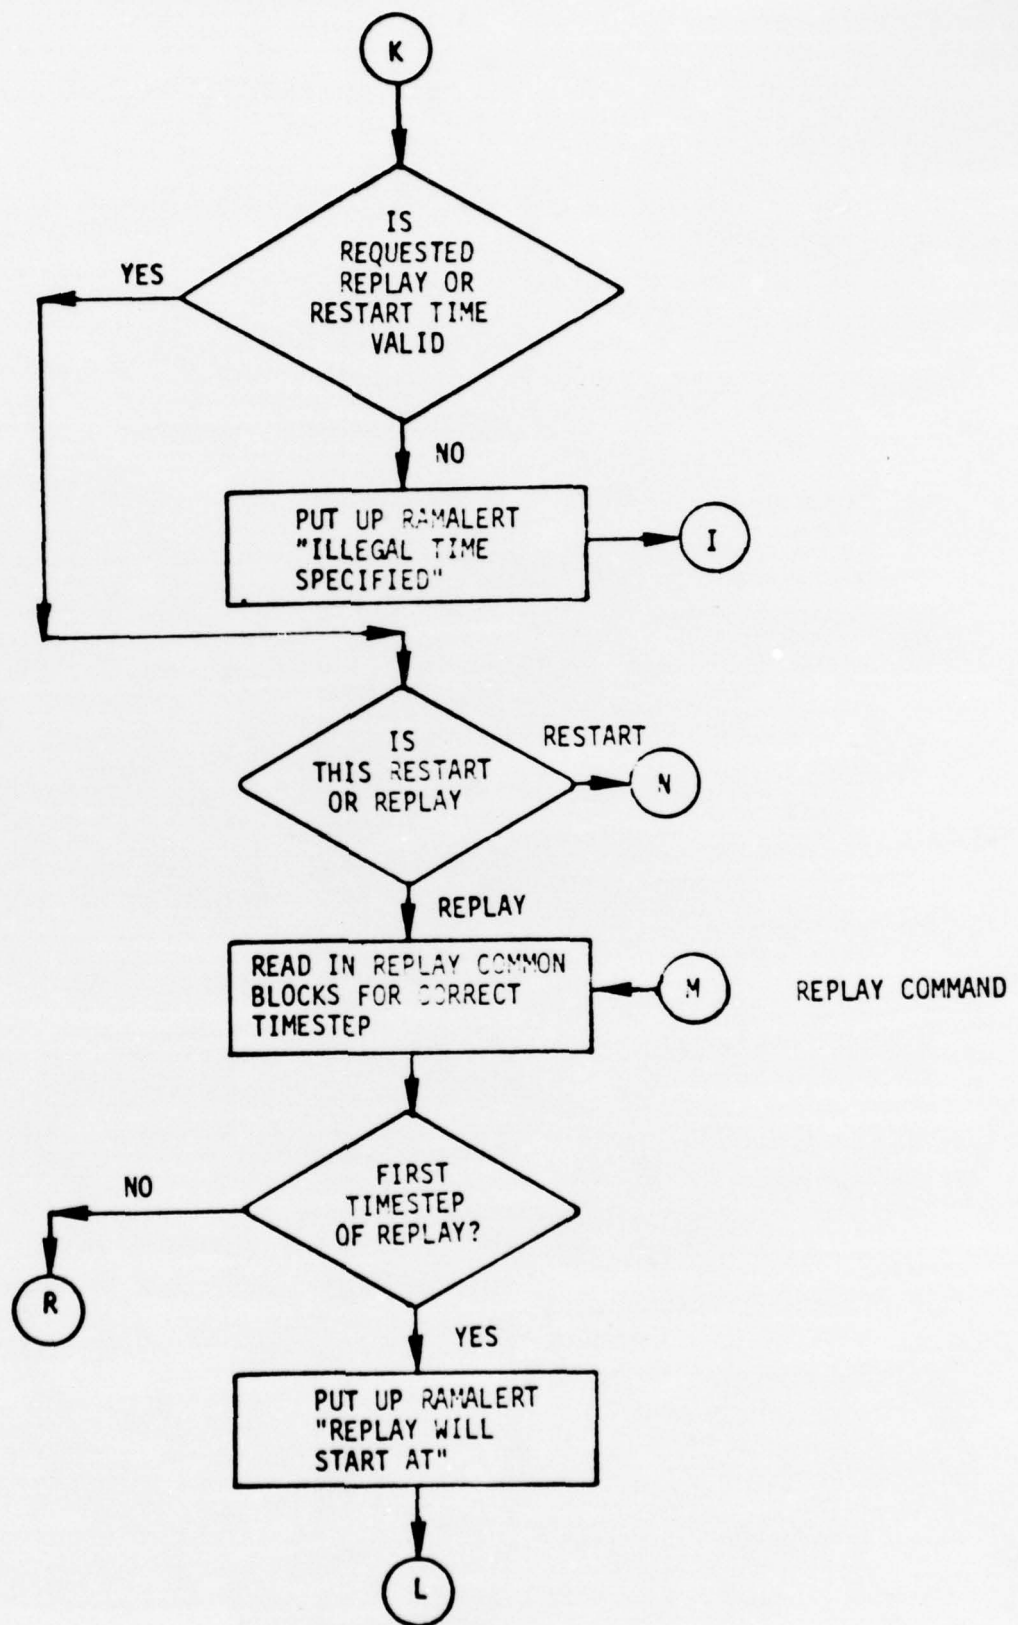 K
IS
REQUESTED
REPLAY OR
RESTART TIME
VALID
YES
NO
PUT UP RAMALERT
"ILLEGAL TIME
SPECIFIED"
I
IS
THIS RESTART
OR REPLAY
RESTART
N
REPLAY
READ IN REPLAY COMMON
BLOCKS FOR CORRECT
TIMESTEP
M
REPLAY COMMAND
FIRST
TIMESTEP
OF REPLAY?
NO
R
YES
PUT UP RAMALERT
"REPLAY WILL
START AT"
L